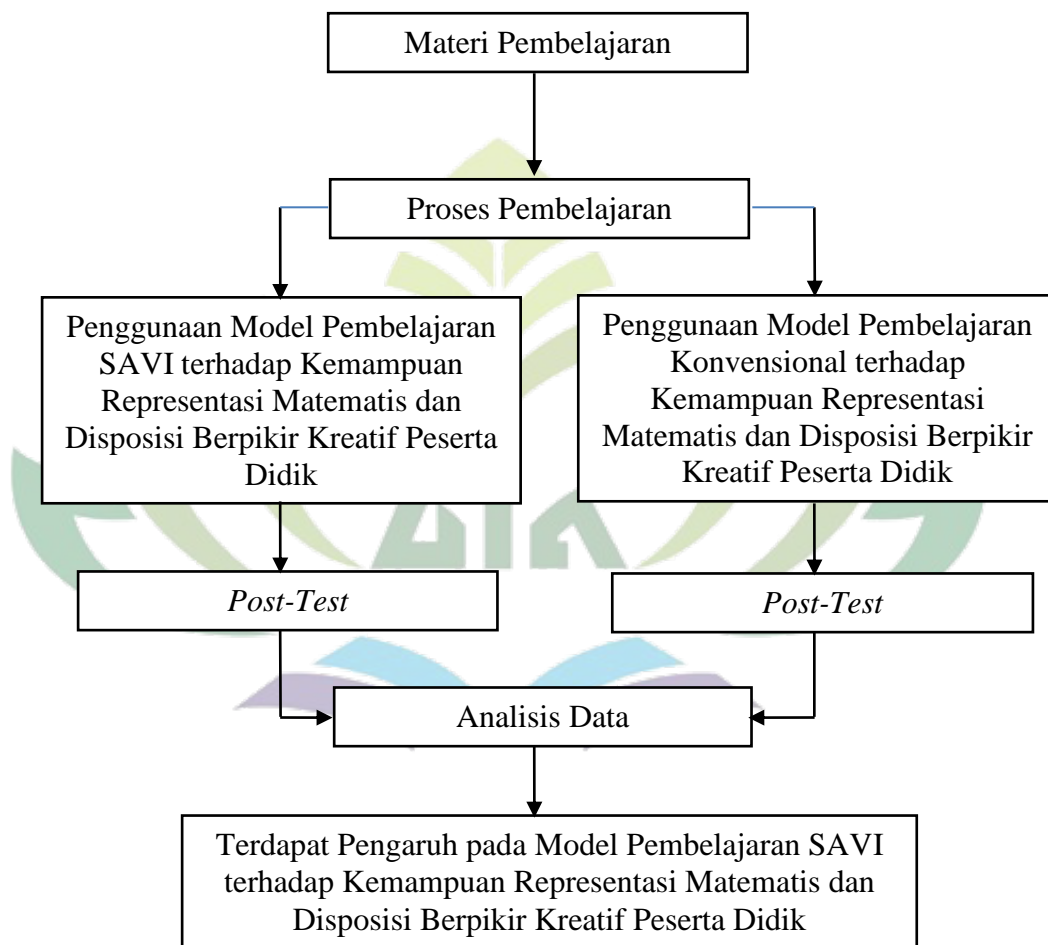 Materi Pembelajaran
Proses Pembelajaran
Penggunaan Model Pembelajaran
SAVI terhadap Kemampuan
Representasi Matematis dan
Disposisi Berpikir Kreatif Peserta
Didik
Penggunaan Model Pembelajaran
Konvensional terhadap
Kemampuan Representasi
Matematis dan Disposisi Berpikir
Kreatif Peserta Didik
Post-Test
Post-Test
Analisis Data
Terdapat Pengaruh pada Model Pembelajaran SAVI
terhadap Kemampuan Representasi Matematis dan
Disposisi Berpikir Kreatif Peserta Didik